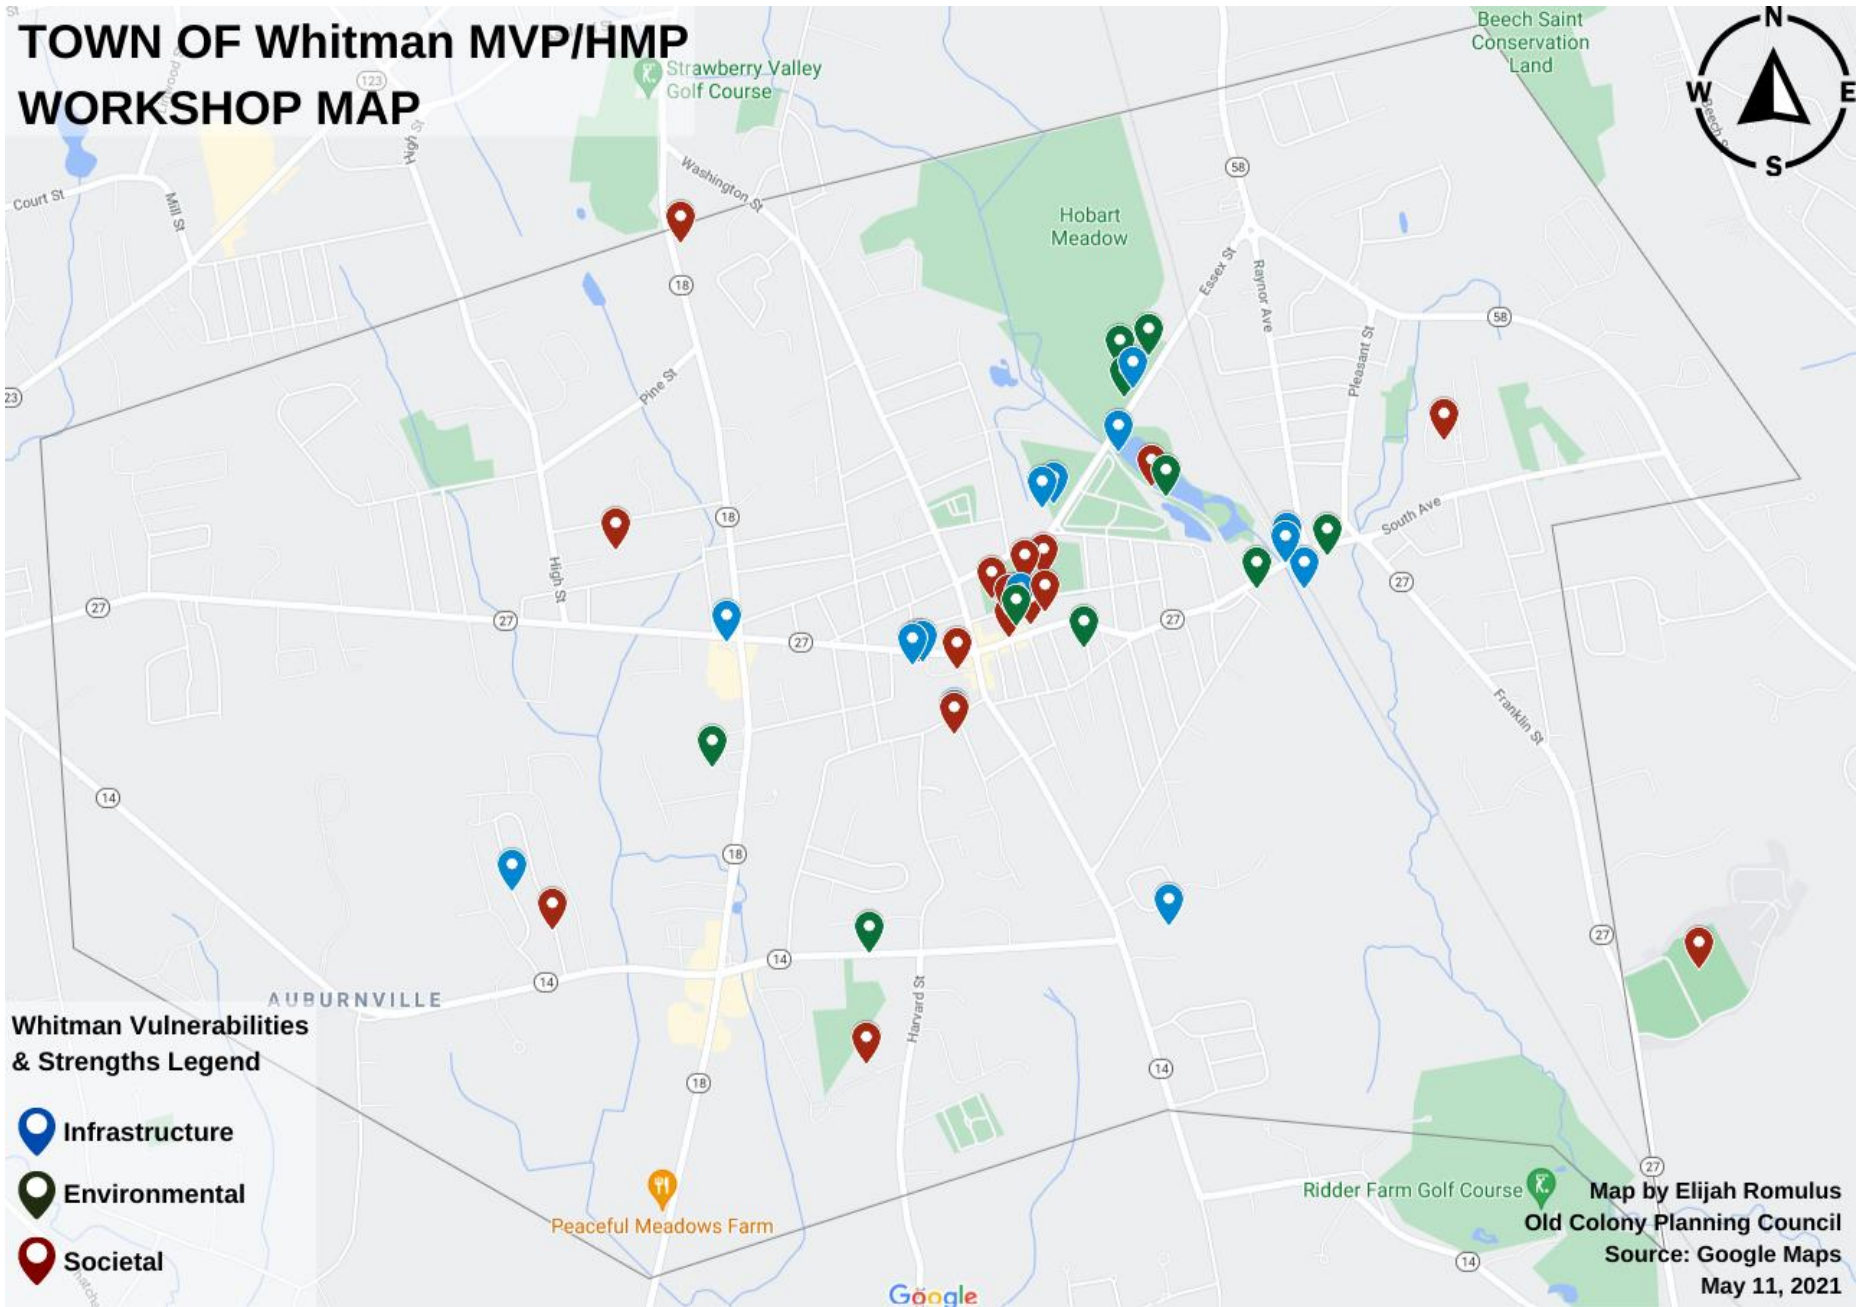 TOWN OF Whitman MVP/HMP
WORKSHOP MAP
Strawberry Valley
Golf Course
Beech Saint
Conservation
Land
N
W
E
S
Beech S
123
High St
Court St
Mill St
Washington St
58
Hobart
Meadow
Essex St
Raynor Ave
18
58
Pleasant St
Pine St
23
18
South Ave
High St
27
27
27
27
27
Franklin St
14
18
27
14
14
AUBURNVILLE
Harvard St
18
14
27
Whitman Vulnerabilities
& Strengths Legend
Infrastructure
Environmental
Societal
Peaceful Meadows Farm
Ridder Farm Golf Course
14
Google
Map by Elijah Romulus
Old Colony Planning Council
Source: Google Maps
May 11, 2021